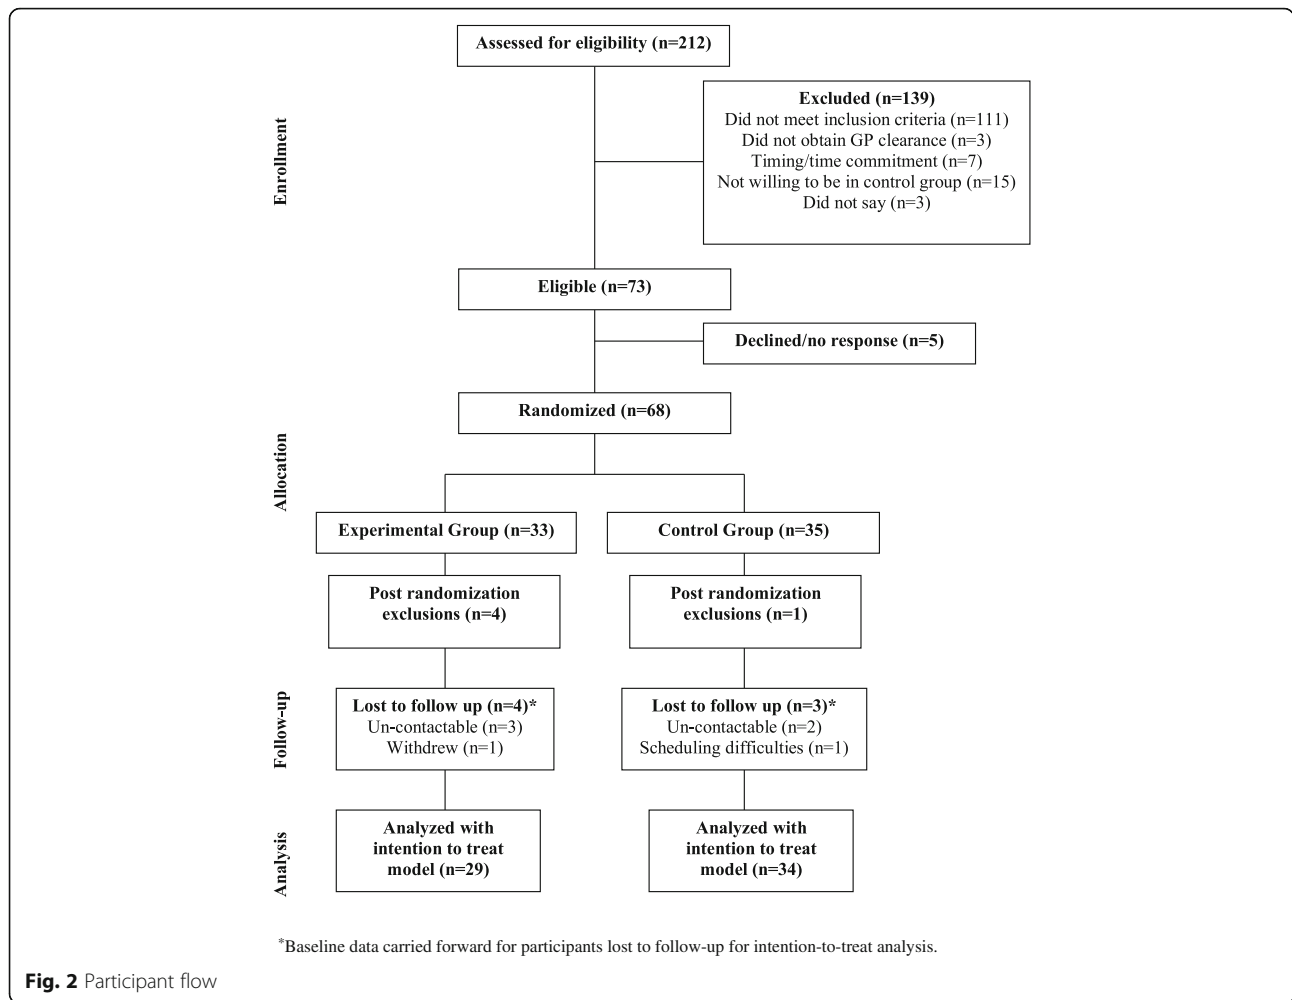 Assessed for eligibility (n=212)
Enrollment
Excluded (n=139)
Did not meet inclusion criteria (n=111)
Did not obtain GP clearance (n=3)
Timing/time commitment (n=7)
Not willing to be in control group (n=15)
Did not say (n=3)
Eligible (n=73)
Declined/no response (n=5)
Randomized (n=68)
Allocation
Experimental Group (n=33)
Control Group (n=35)
Post randomization
exclusions (n=4)
Post randomization
exclusions (n=1)
Follow-up
Lost to follow up (n=4)*
Un-contactable (n=3)
Withdrew (n=1)
Lost to follow up (n=3)*
Un-contactable (n=2)
Scheduling difficulties (n=1)
Analysis
Analyzed with
intention to treat
model (n=29)
Analyzed with
intention to treat
model (n=34)
*Baseline data carried forward for participants lost to follow-up for intention-to-treat analysis.
Fig. 2 Participant flow